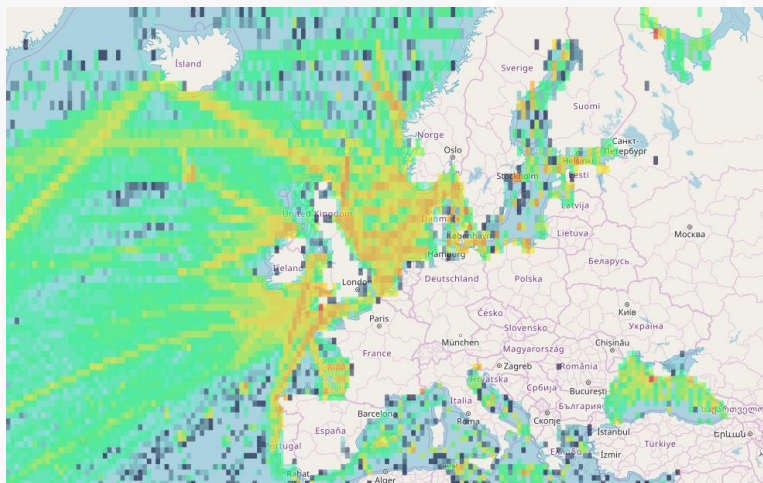 Ísland
Sverige
Suomi
Norge
Oslo
Санкт-
Петербург
Helsinki
Stockholm
Eesti
Latvija
United Kingdom
Danmark
København
Lietuva
Москва
Hamburg
Беларусь
Ireland
London
Deutschland
Polska
Paris
Česko
Київ
Slovensko
Україна
München
Magyarország
Chișinău
France
Zagreb
România
Hrvatska
Србија
București
Barcelona
Italia
България
Roma
Скопје
İstanbul
España
Portugal
Türkiye
Երևան
İzmir
Rabat
Alger